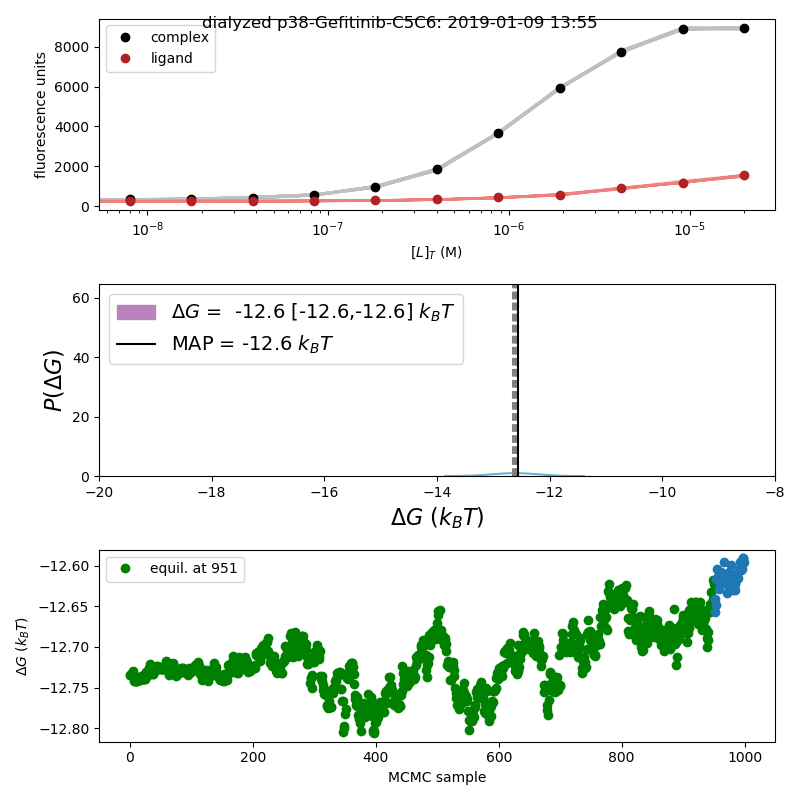 dialyzed p38-Gefitinib-C5C6: 2019-01-09 13:55
complex
ligand
fluorescence units
8000
6000
4000
2000
0
10⁻⁸ 10⁻⁷ 10⁻⁶ 10⁻⁵
[L]_T (M)
ΔG = -12.6 [-12.6,-12.6] k_BT
MAP = -12.6 k_BT
P(ΔG)
60
40
20
0
−20 −18 −16 −14 −12 −10 −8
ΔG (k_BT)
equil. at 951
ΔG (k_BT)
−12.60
−12.65
−12.70
−12.75
−12.80
0 200 400 600 800 1000
MCMC sample